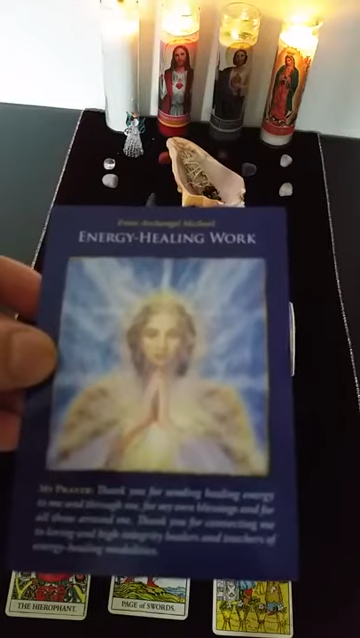 From Archangel Michael
ENERGY-HEALING WORK
MY PRAYER: Thank you for sending healing energy
to me and through me, for my own blessings and for
all those around me. Thank you for connecting me
to loving and high-integrity healers and teachers of
energy-healing modalities.
THE HIEROPHANT.
PAGE of SWORDS.